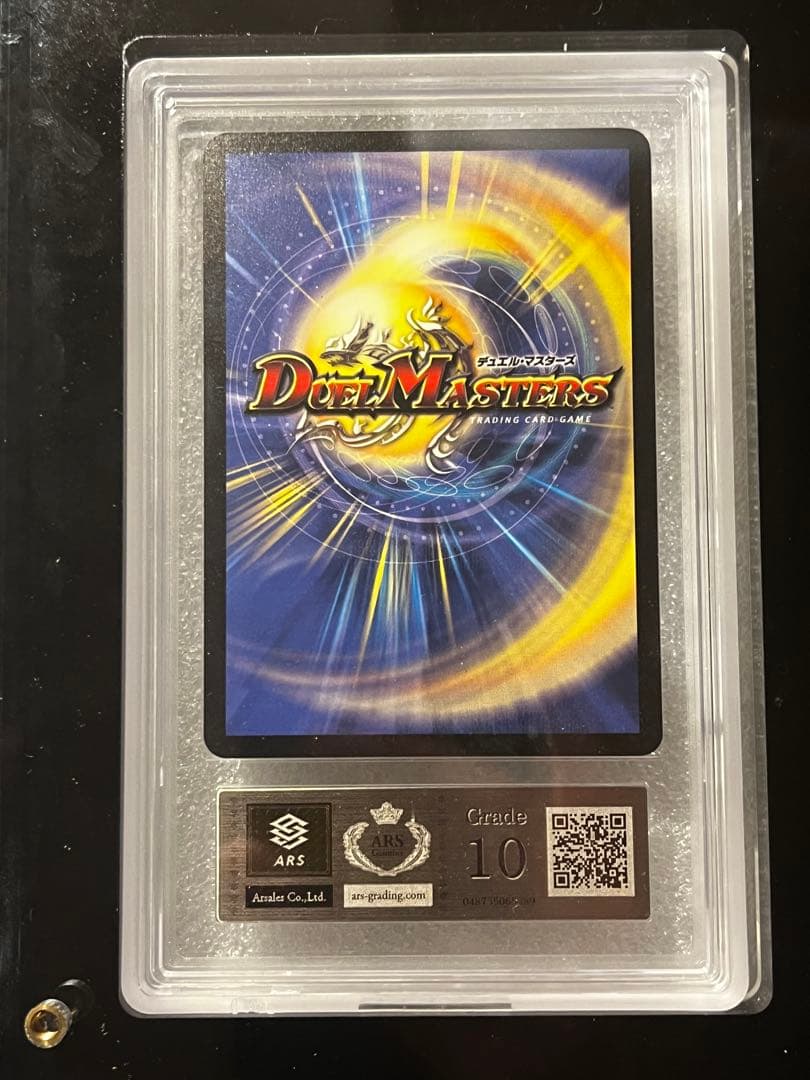 デュエル・マスターズ
DUEL MASTERS
TRADING CARD GAME
ARS
Arsales Co.,Ltd.
ARS
ars-grading.com
Grade
10